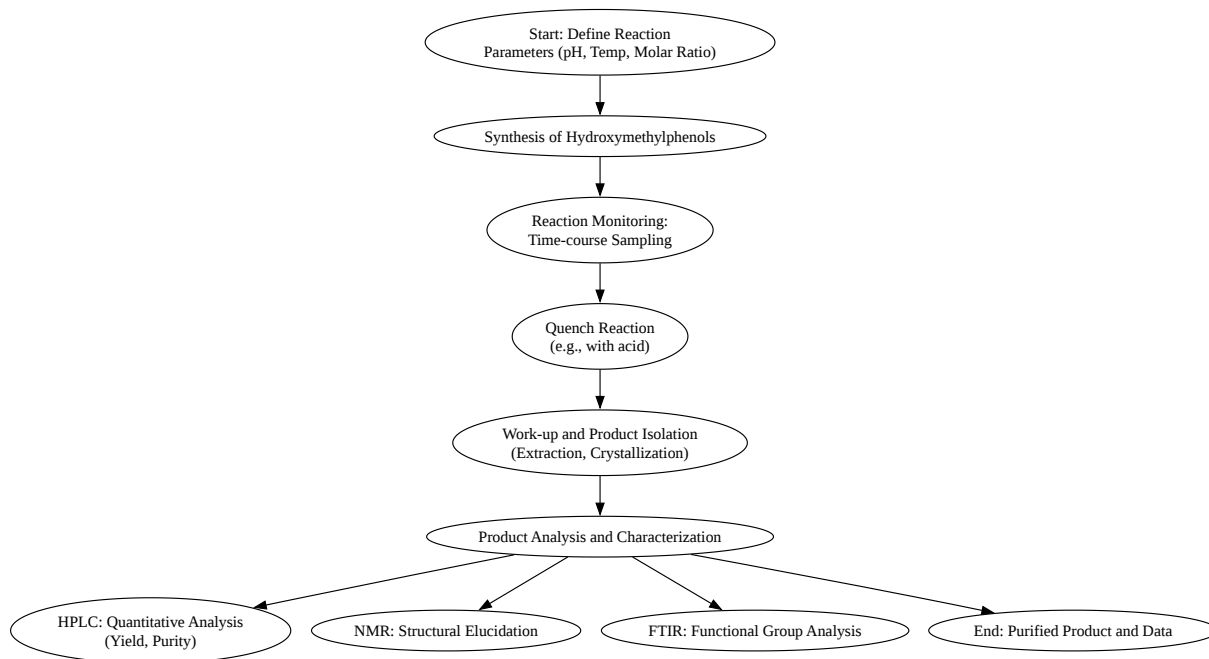 Start: Define Reaction
Parameters (pH, Temp, Molar Ratio)
Synthesis of Hydroxymethylphenols
Reaction Monitoring:
Time-course Sampling
Quench Reaction
(e.g., with acid)
Work-up and Product Isolation
(Extraction, Crystallization)
Product Analysis and Characterization
HPLC: Quantitative Analysis
(Yield, Purity)
NMR: Structural Elucidation
FTIR: Functional Group Analysis
End: Purified Product and Data